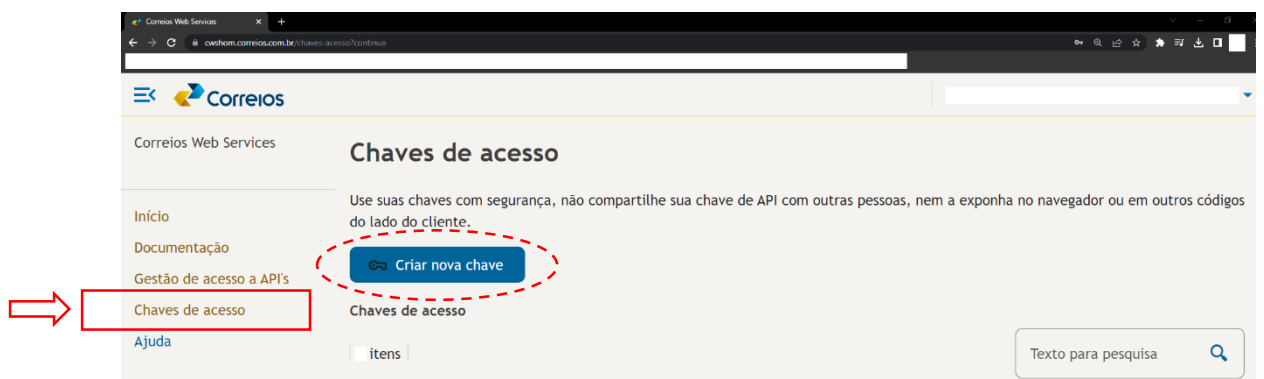 Correios Web Services
cwshom.correios.com.br/chaves-acesso?continue
Correios
Correios Web Services
Chaves de acesso
Use suas chaves com segurança, não compartilhe sua chave de API com outras pessoas, nem a exponha no navegador ou em outros códigos
do lado do cliente.
Início
Documentação
Gestão de acesso a API's
Chaves de acesso
Ajuda
Criar nova chave
Chaves de acesso
itens
Texto para pesquisa